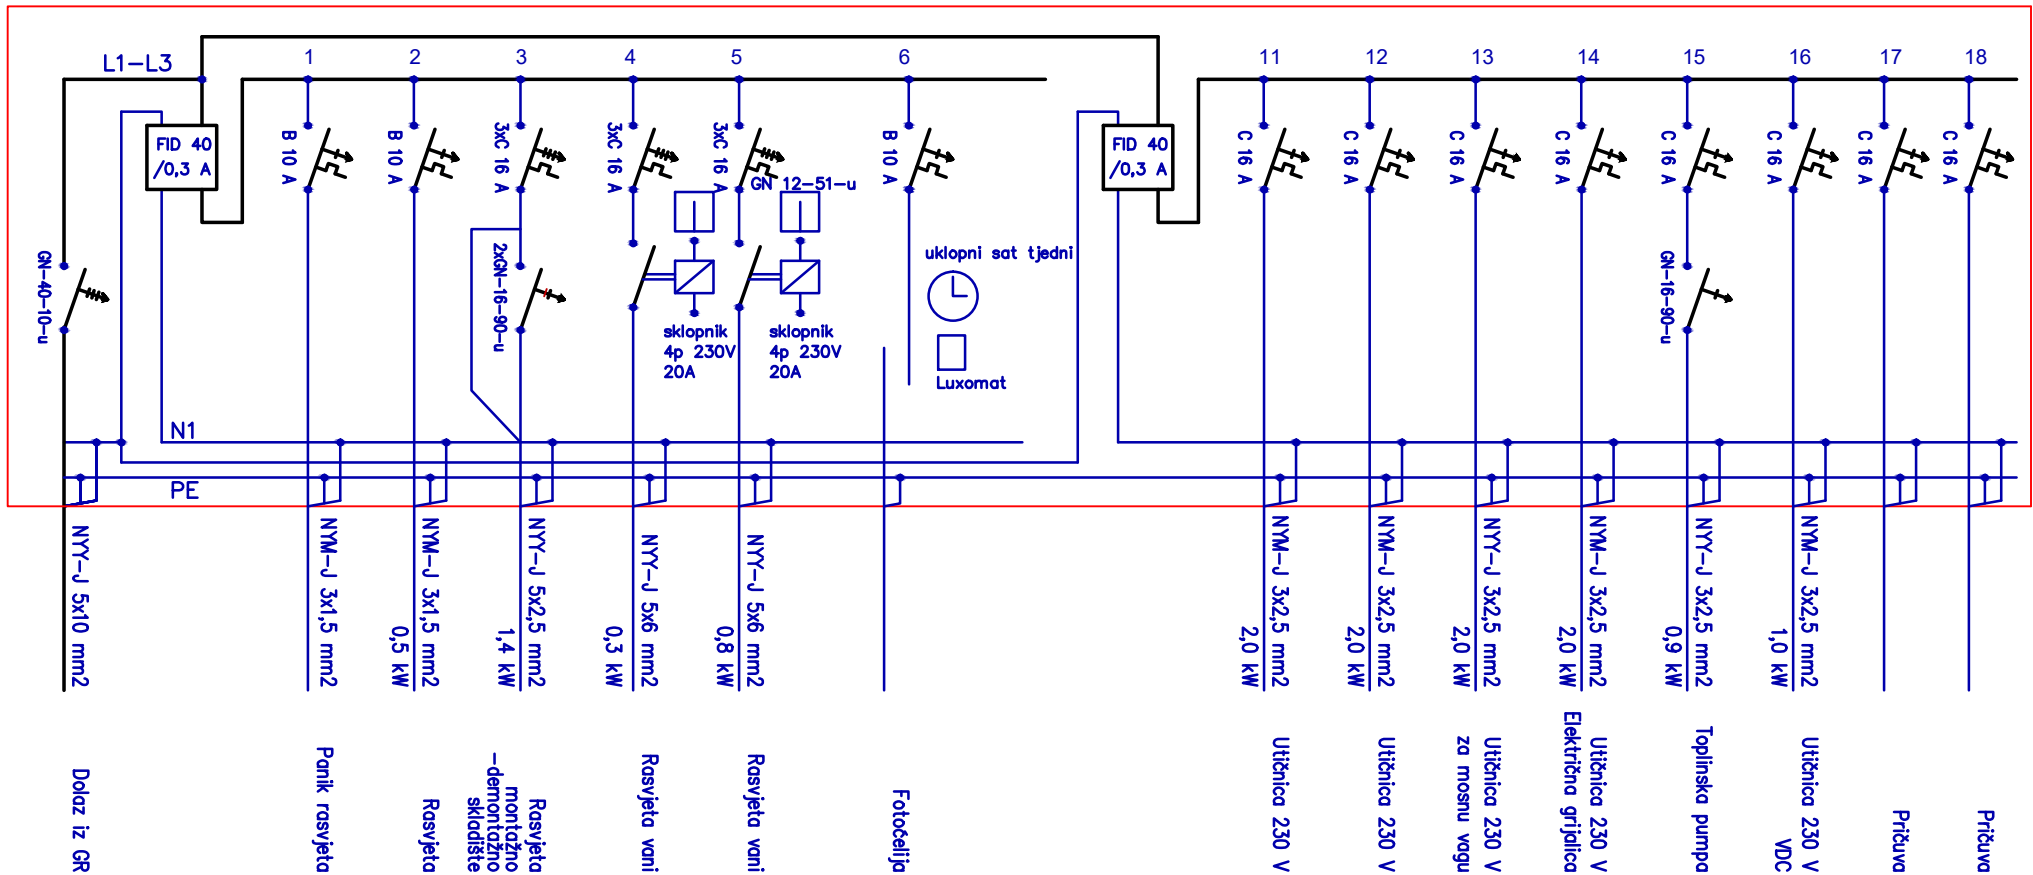 L1-L3
1
2
3
4
5
6
11
12
13
14
15
16
17
18
FID 40
/0,3 A
B 10 A
B 10 A
3xC 16 A
3xC 16 A
3xC 16 A
B 10 A
FID 40
/0,3 A
C 16 A
C 16 A
C 16 A
C 16 A
C 16 A
C 16 A
C 16 A
C 16 A
GN 12-51-u
GN-40-10-u
2xGN-16-90-u
GN-16-90-u
uklopni sat tjedni
sklopnik
4p 230V
20A
sklopnik
4p 230V
20A
Luxomat
N1
PE
NYY-J 5x10 mm2
NYM-J 3x1,5 mm2
NYM-J 3x1,5 mm2
0,5 kW
NYY-J 5x2,5 mm2
1,4 kW
NYY-J 5x6 mm2
0,3 kW
NYY-J 5x6 mm2
0,8 kW
NYM-J 3x2,5 mm2
2,0 kW
NYM-J 3x2,5 mm2
2,0 kW
NYY-J 3x2,5 mm2
2,0 kW
NYM-J 3x2,5 mm2
2,0 kW
NYY-J 3x2,5 mm2
0,9 kW
NYM-J 3x2,5 mm2
1,0 kW
Dolaz iz GR
Panik rasvjeta
Rasvjeta
Rasvjeta
montažno
-demontažno
skladište
Rasvjeta vani
Rasvjeta vani
Fotoćelija
Utičnica 230 V
Utičnica 230 V
Utičnica 230 V
za mosnu vagu
Utičnica 230 V
Električna grijalica
Toplinska pumpa
Utičnica 230 V
VDC
Pričuva
Pričuva